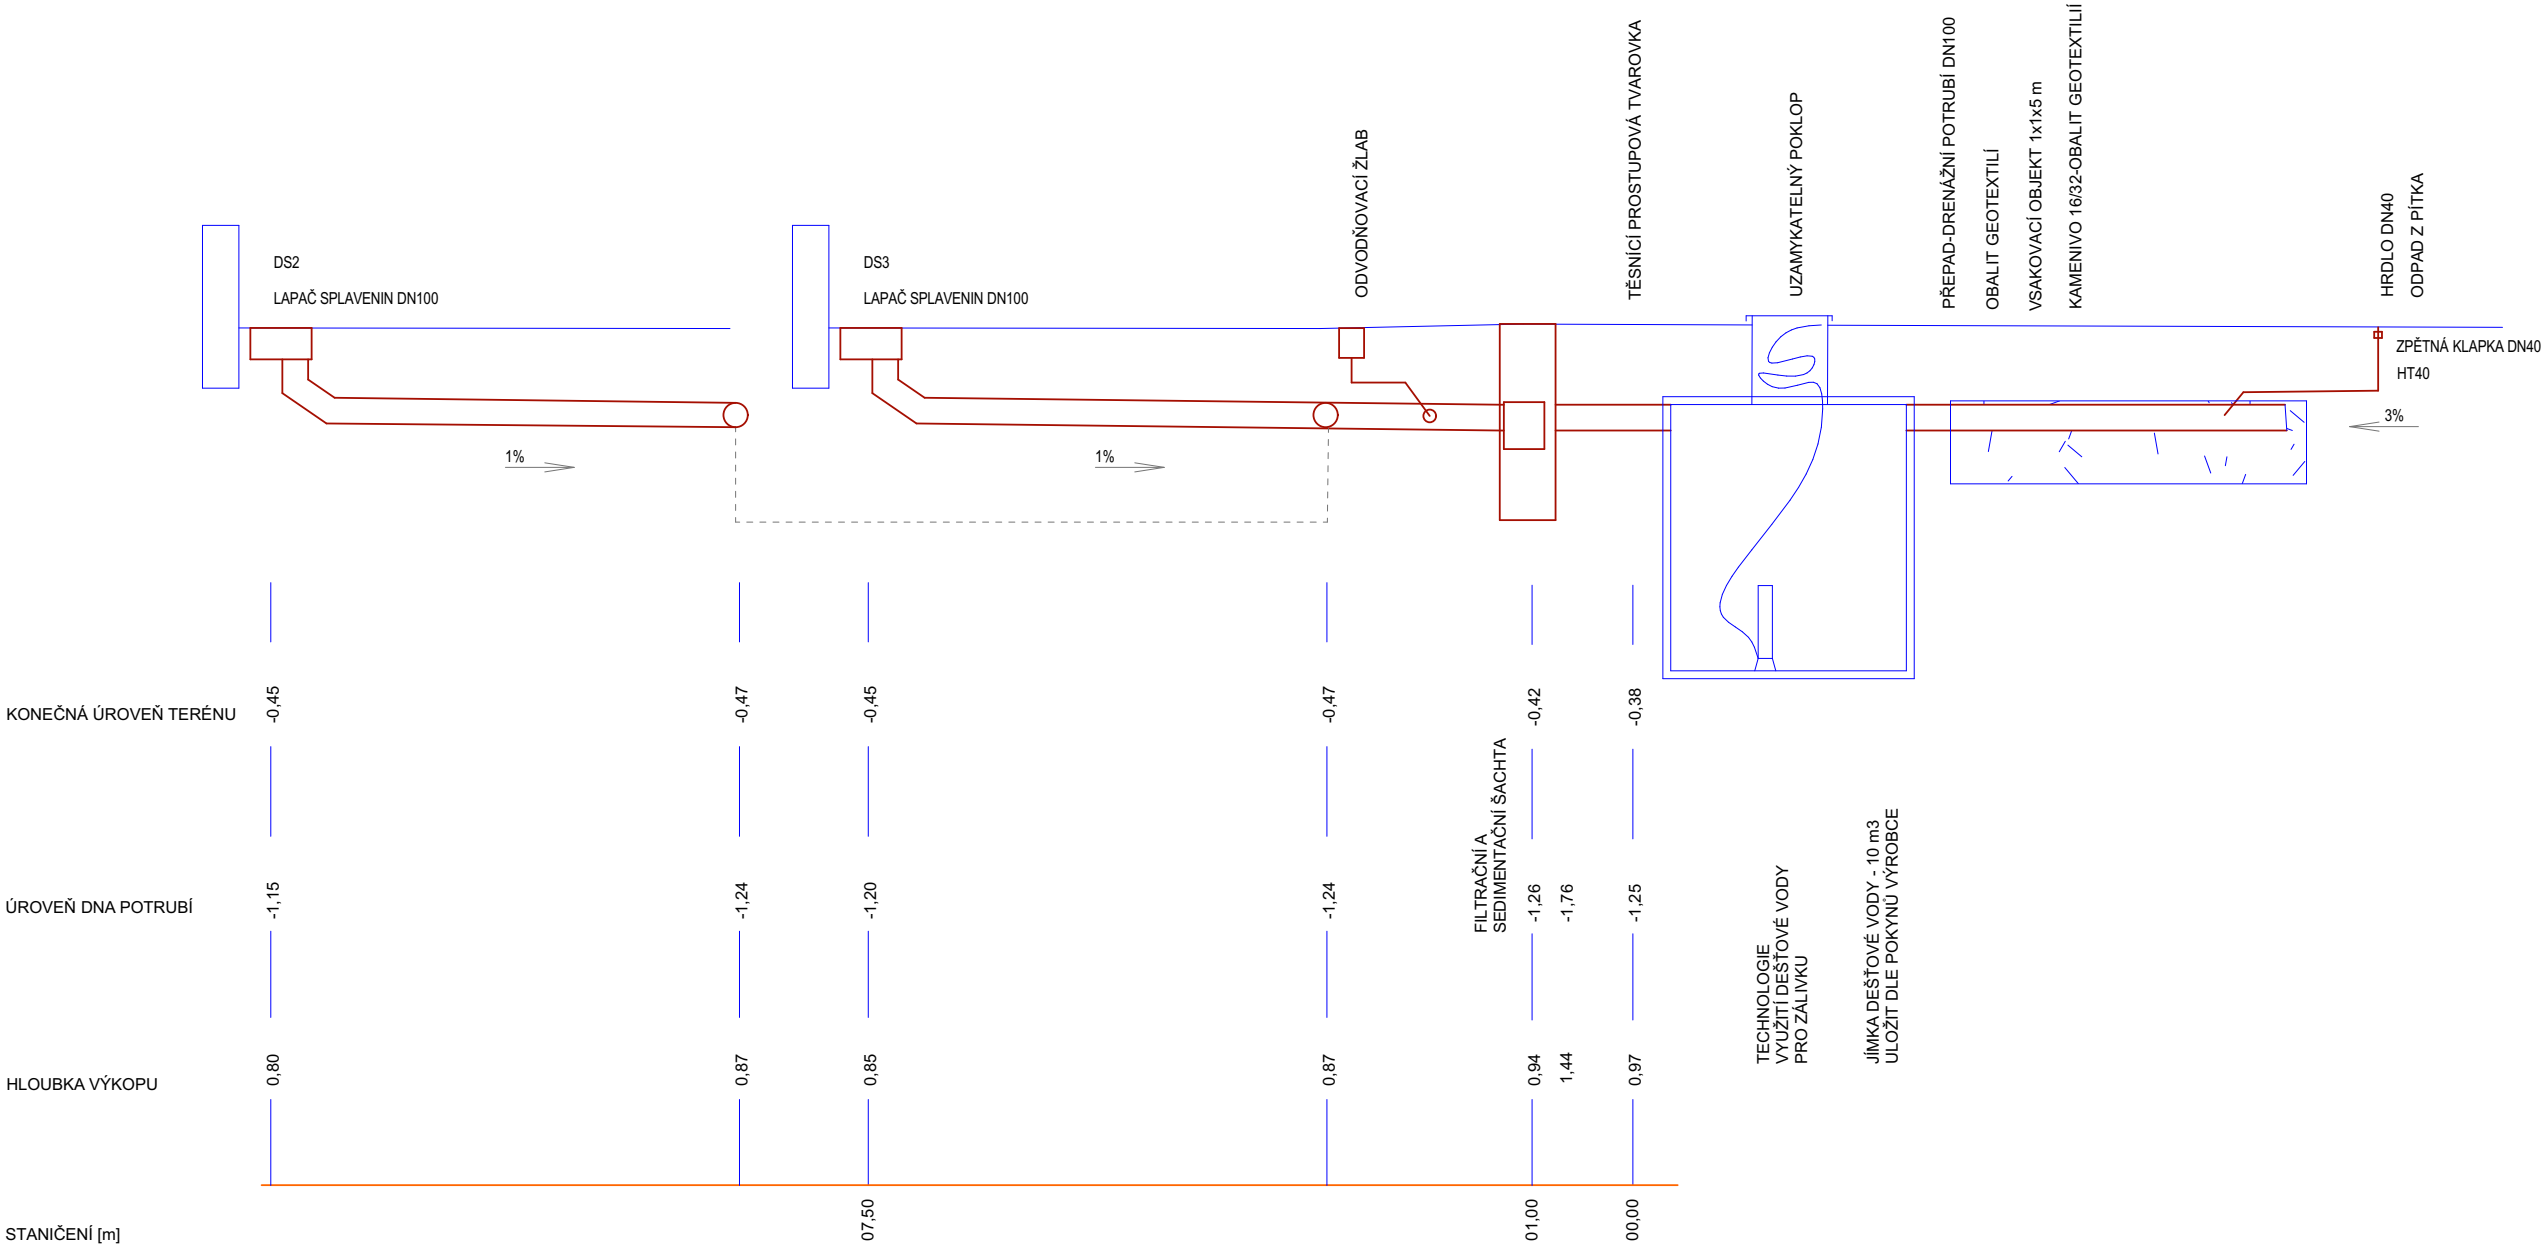 TĚSNÍCÍ PROSTUPOVÁ TVAROVKA
UZAMYKATELNÝ POKLOP
PŘEPAD-DRENÁŽNÍ POTRUBÍ DN100
OBALIT GEOTEXTILÍ
VSAKOVACÍ OBJEKT 1x1x5 m
KAMENIVO 16/32-OBALIT GEOTEXTILIÍ
ODVODŇOVACÍ ŽLAB
HRDLO DN40
ODPAD Z PÍTKA
DS2
LAPAČ SPLAVENIN DN100
DS3
LAPAČ SPLAVENIN DN100
ZPĚTNÁ KLAPKA DN40
HT40
3%
1%
1%
KONEČNÁ ÚROVEŇ TERÉNU
-0,45
-0,47
-0,45
-0,47
-0,42
-0,38
FILTRAČNÍ A
SEDIMENTAČNÍ ŠACHTA
ÚROVEŇ DNA POTRUBÍ
-1,15
-1,24
-1,20
-1,24
-1,26
-1,76
-1,25
TECHNOLOGIE
VYUŽITÍ DEŠŤOVÉ VODY
PRO ZÁLIVKU
JÍMKA DEŠŤOVÉ VODY - 10 m3
ULOŽIT DLE POKYNŮ VÝROBCE
HLOUBKA VÝKOPU
0,80
0,87
0,85
0,87
0,94
1,44
0,97
STANIČENÍ [m]
07,50
01,00
00,00